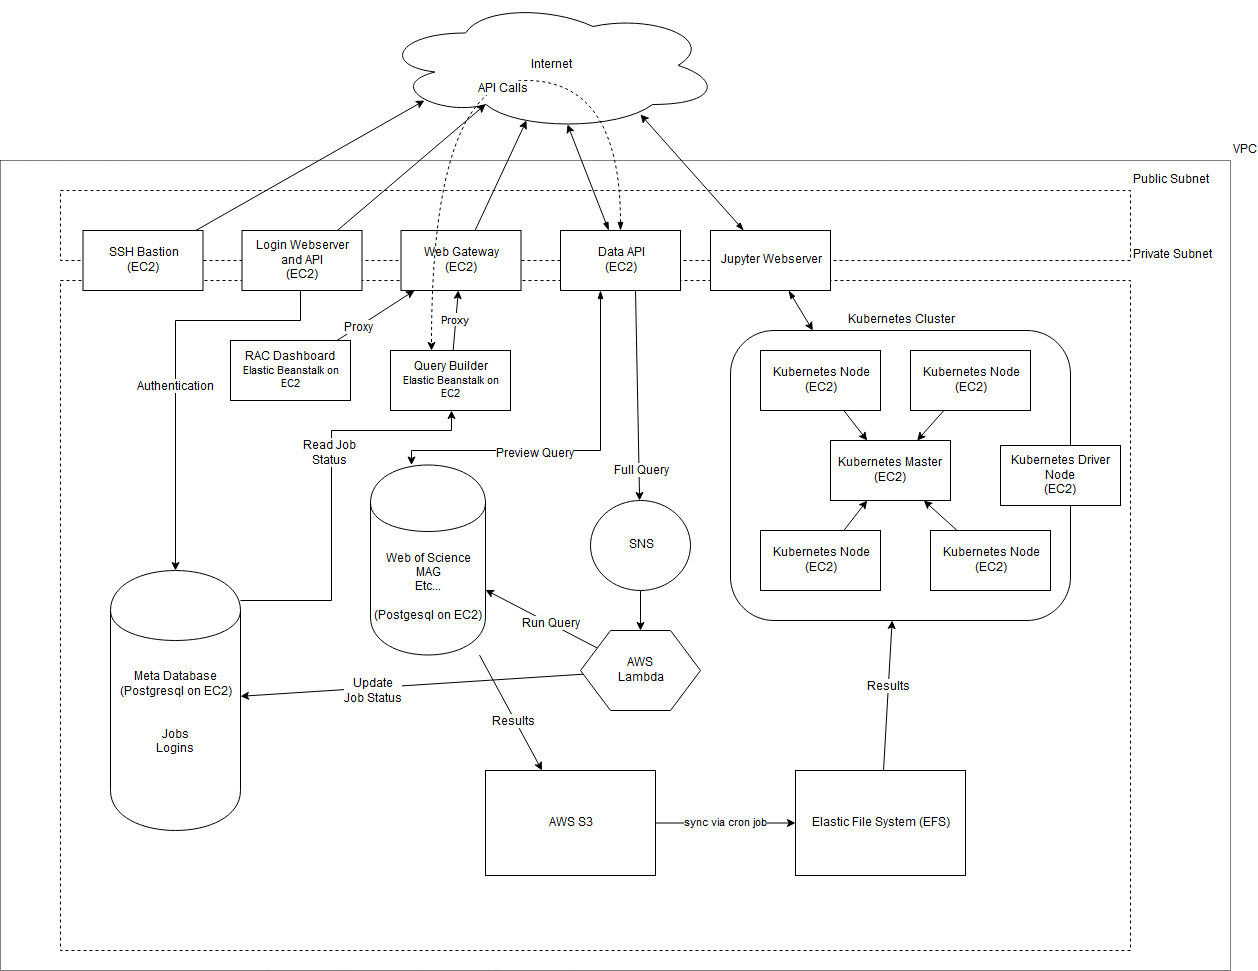 Internet
API Calls
VPC
Public Subnet
Private Subnet
SSH Bastion
(EC2)
Login Webserver
and API
(EC2)
Web Gateway
(EC2)
Data API
(EC2)
Jupyter Webserver
Proxy
Proxy
Kubernetes Cluster
RAC Dashboard
Elastic Beanstalk on
EC2
Query Builder
Elastic Beanstalk on
EC2
Authentication
Kubernetes Node
(EC2)
Kubernetes Node
(EC2)
Read Job
Status
Preview Query
Full Query
Kubernetes Master
(EC2)
Kubernetes Driver
Node
(EC2)
SNS
Web of Science
MAG
Etc...
(Postgesql on EC2)
Kubernetes Node
(EC2)
Kubernetes Node
(EC2)
Run Query
AWS
Lambda
Meta Database
(Postgresql on EC2)
Jobs
Logins
Update
Job Status
Results
Results
AWS S3
sync via cron job
Elastic File System (EFS)